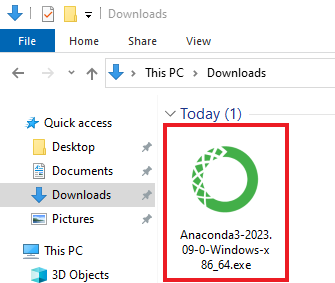 Downloads
File
Home
Share
View
This PC > Downloads
Today (1)
Quick access
Desktop
Documents
Downloads
Pictures
This PC
3D Objects
Anaconda3-2023.
09-0-Windows-x
86_64.exe